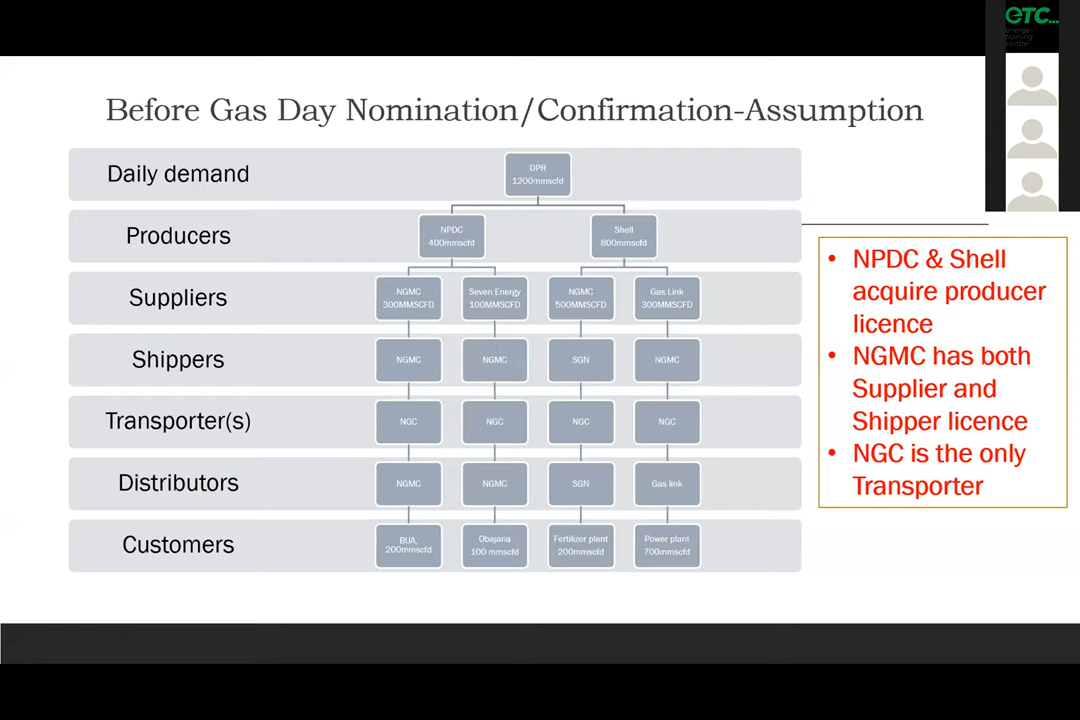 eTC...
energy
training
centre
Before Gas Day Nomination/Confirmation-Assumption
Daily demand
DPR
1200mmscfd
Producers
NPDC
400mmscfd
Shell
800mmscfd
Suppliers
NGMC
300MMSCFD
Seven Energy
100MMSCFD
NGMC
500MMSCFD
Gas Link
300MMSCFD
Shippers
NGMC
NGMC
SGN
NGMC
Transporter(s)
NGC
NGC
NGC
NGC
Distributors
NGMC
NGMC
SGN
Gas link
Customers
BUA,
200mmscfd
Obajana
100 mmscfd
Fertilizer plant
200mmscfd
Power plant
700mmscfd
• NPDC & Shell
acquire producer
licence
• NGMC has both
Supplier and
Shipper licence
• NGC is the only
Transporter